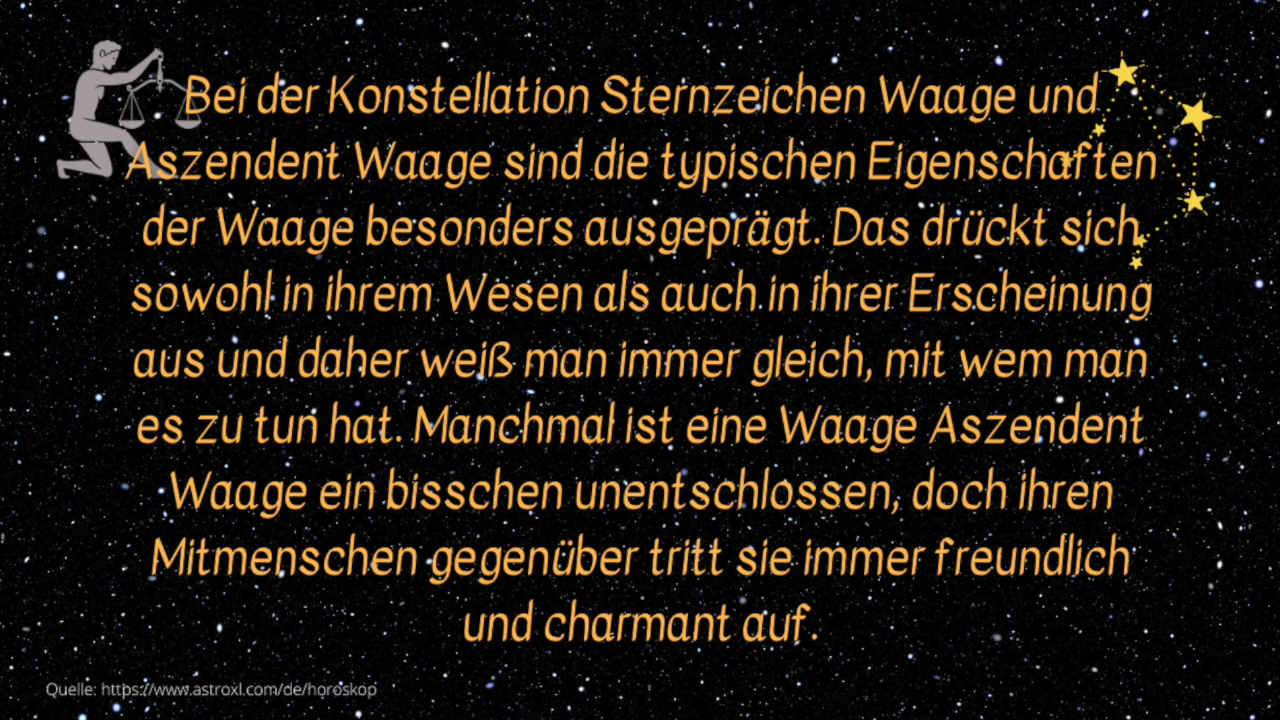 Bei der Konstellation Sternzeichen Waage und
Aszendent Waage sind die typischen Eigenschaften
der Waage besonders ausgeprägt. Das drückt sich
sowohl in ihrem Wesen als auch in ihrer Erscheinung
aus und daher weiß man immer gleich, mit wem man
es zu tun hat. Manchmal ist eine Waage Aszendent
Waage ein bisschen unentschlossen, doch ihren
Mitmenschen gegenüber tritt sie immer freundlich
und charmant auf.
Quelle: https://www.astroxl.com/de/horoskop